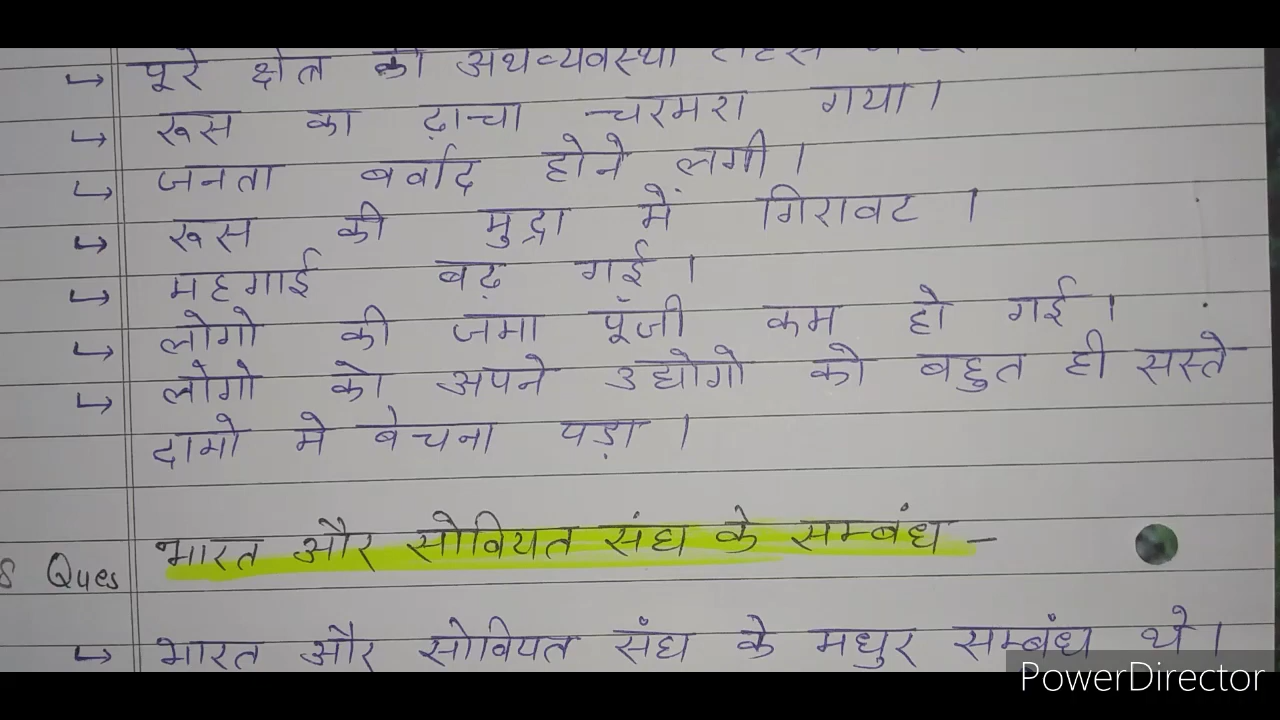 → पूरे क्षेत्र की अर्थव्यवस्था
→ रूस का ढ़ाचा चरमरा गया।
→ जनता बर्वाद होने लगी।
→ रूस की मुद्रा में गिरावट।
→ महगाई बढ़ गई।
→ लोगो की जमा पूँजी कम हो गई।
→ लोगो को अपने उद्योगो को बहुत ही सस्ते
दामो मे बेचना पड़ा।
8 Ques भारत और सोवियत संघ के सम्बंध -
→ भारत और सोवियत संघ के मधुर सम्बंध थे।
PowerDirector